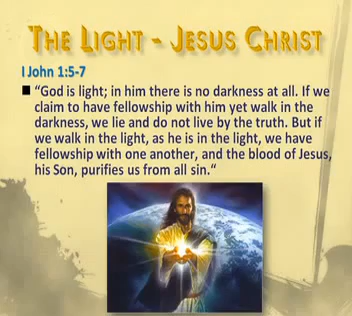 THE LIGHT - JESUS CHRIST
I John 1:5-7
■ “God is light; in him there is no darkness at all. If we
claim to have fellowship with him yet walk in the
darkness, we lie and do not live by the truth. But if
we walk in the light, as he is in the light, we have
fellowship with one another, and the blood of Jesus,
his Son, purifies us from all sin.“